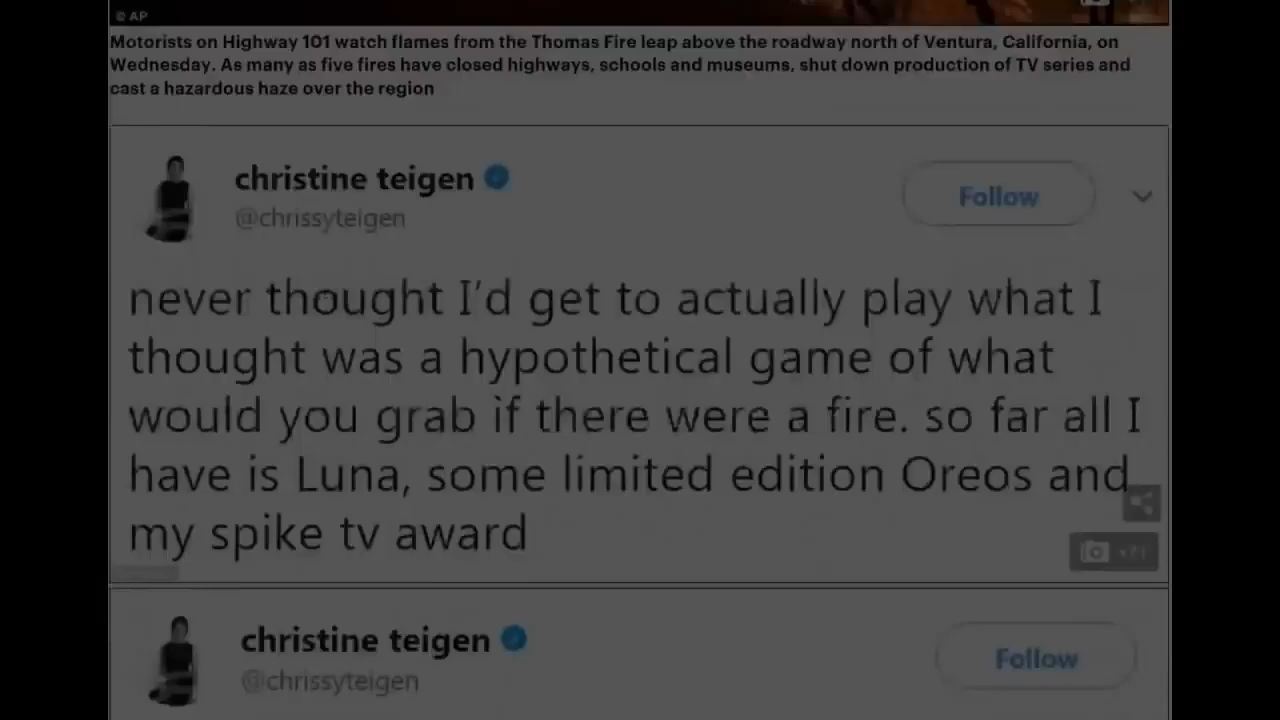 © AP
Motorists on Highway 101 watch flames from the Thomas Fire leap above the roadway north of Ventura, California, on
Wednesday. As many as five fires have closed highways, schools and museums, shut down production of TV series and
cast a hazardous haze over the region
christine teigen
@chrissyteigen
Follow
never thought I'd get to actually play what I
thought was a hypothetical game of what
would you grab if there were a fire. so far all I
have is Luna, some limited edition Oreos and
my spike tv award
christine teigen
@chrissyteigen
Follow